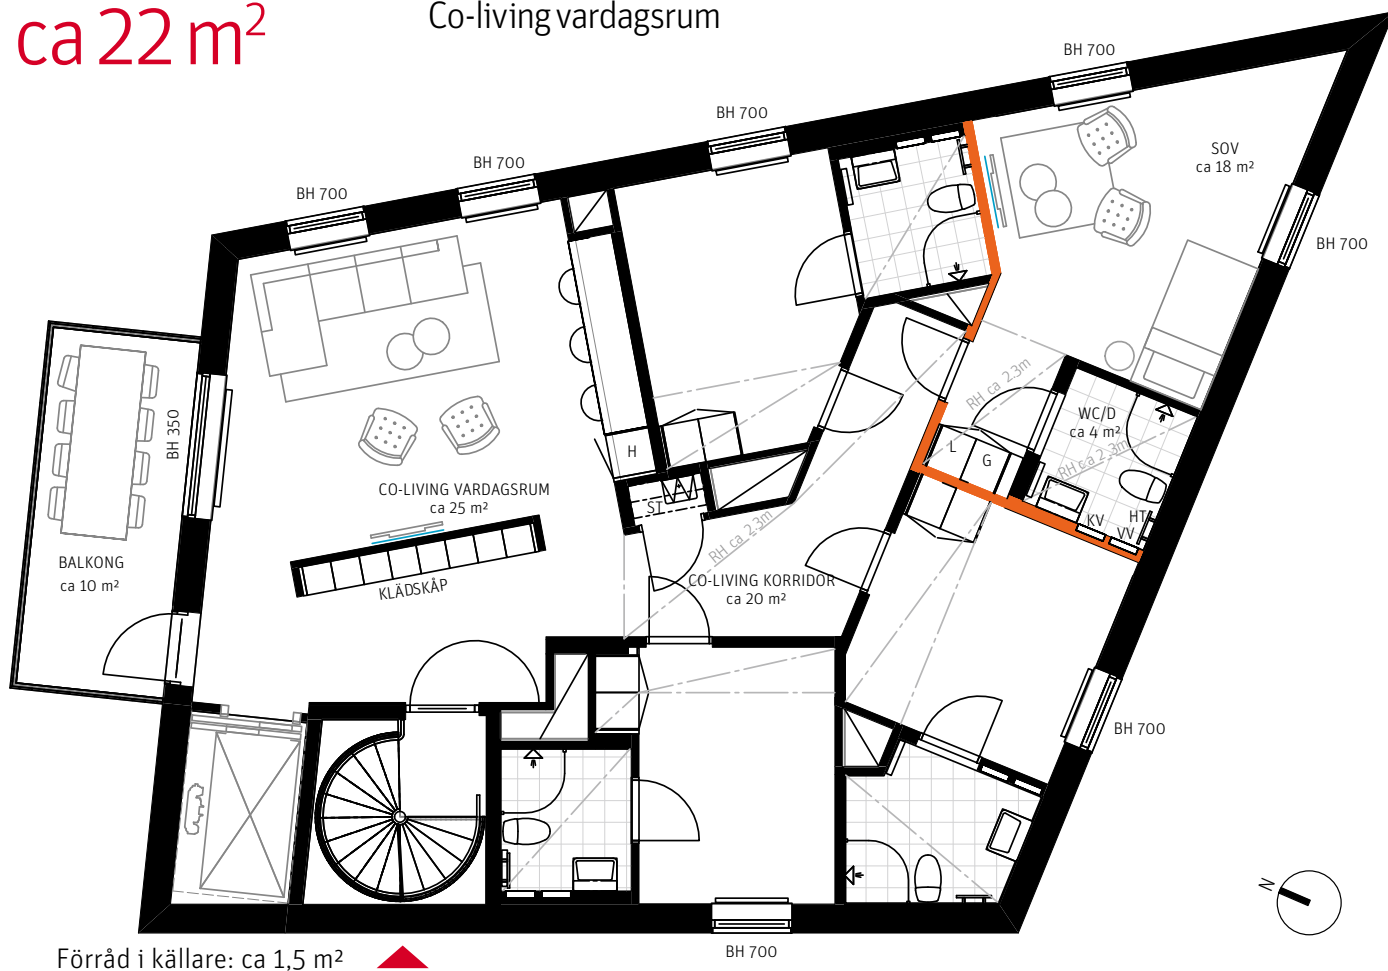 ca 22 m²
Co-living vardagsrum
BH 700
BH 700
BH 700
BH 700
SOV
ca 18 m²
BH 700
BH 350
RH ca 2.3m
WC/D
ca 4 m²
RH ca 2.3m
L
G
H
ST
KV
HT
VV
CO-LIVING VARDAGSRUM
ca 25 m²
RH ca 2.3m
BALKONG
ca 10 m²
KLÄDSKÅP
CO-LIVING KORRIDOR
ca 20 m²
BH 700
N
BH 700
Förråd i källare: ca 1,5 m²